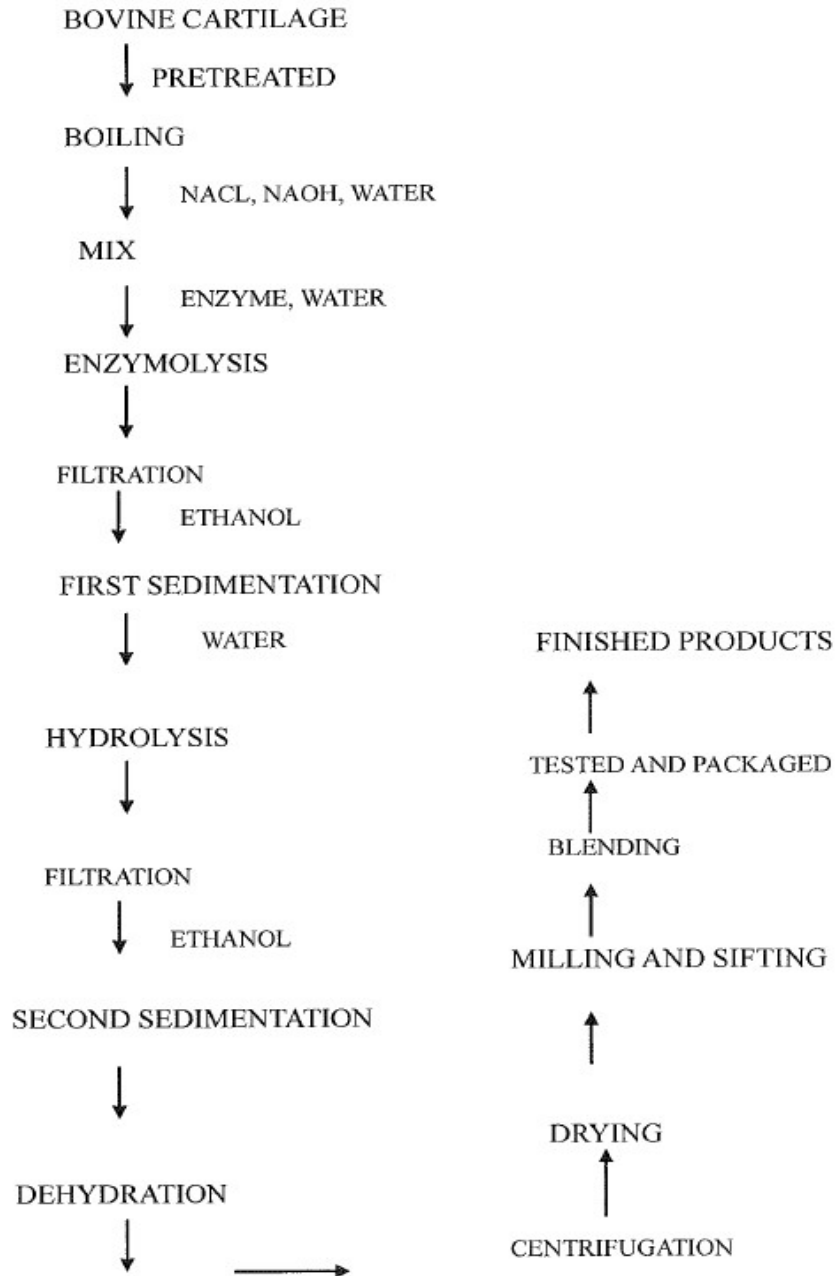 BOVINE CARTILAGE
PRETREATED
BOILING
NACL, NAOH, WATER
MIX
ENZYME, WATER
ENZYMOLYSIS
FILTRATION
ETHANOL
FIRST SEDIMENTATION
WATER
HYDROLYSIS
FILTRATION
ETHANOL
SECOND SEDIMENTATION
DEHYDRATION
CENTRIFUGATION
DRYING
MILLING AND SIFTING
BLENDING
TESTED AND PACKAGED
FINISHED PRODUCTS